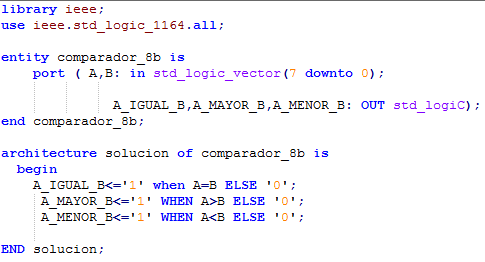 library ieee;
use ieee.std_logic_1164.all;
entity comparador_8b is
port ( A,B: in std_logic_vector(7 downto 0);
A_IGUAL_B,A_MAYOR_B,A_MENOR_B: OUT std_logiC);
end comparador_8b;
architecture solucion of comparador_8b is
begin
A_IGUAL_B<='1' when A=B ELSE '0';
A_MAYOR_B<='1' WHEN A>B ELSE '0';
A_MENOR_B<='1' WHEN A<B ELSE '0';
END solucion;